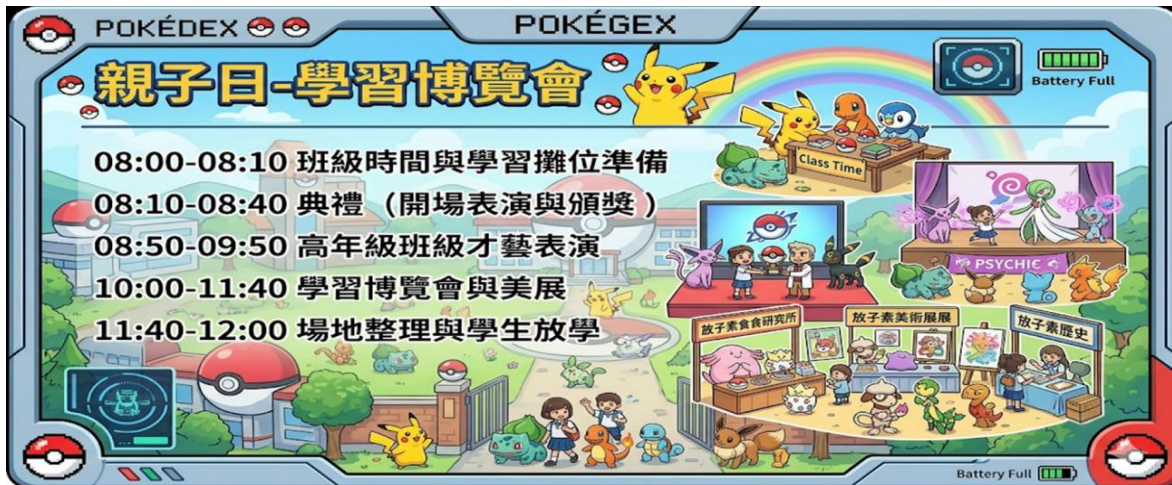 POKÉDEX
POKÉGEX
Battery Full
親子日-學習博覽會
08:00-08:10 班級時間與學習攤位準備
08:10-08:40 典禮（開場表演與頒獎）
08:50-09:50 高年級班級才藝表演
10:00-11:40 學習博覽會與美展
11:40-12:00 場地整理與學生放學
Class Time
PSYCHIC
放子素食食研究所
放子素美術展展
放子素歷史
Battery Full